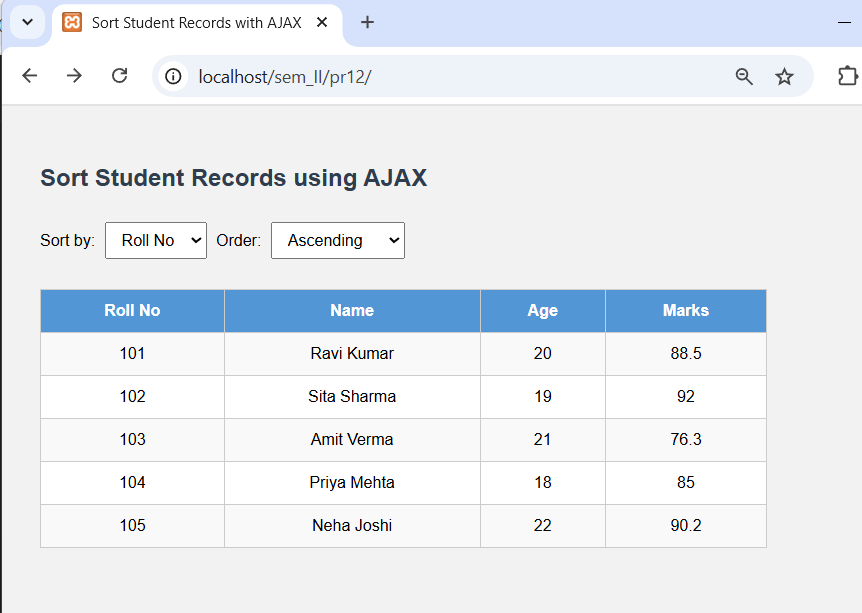 Sort Student Records with AJAX
localhost/sem_II/pr12/
Sort Student Records using AJAX
Sort by: Roll No Order: Ascending
Roll No Name Age Marks
101 Ravi Kumar 20 88.5
102 Sita Sharma 19 92
103 Amit Verma 21 76.3
104 Priya Mehta 18 85
105 Neha Joshi 22 90.2